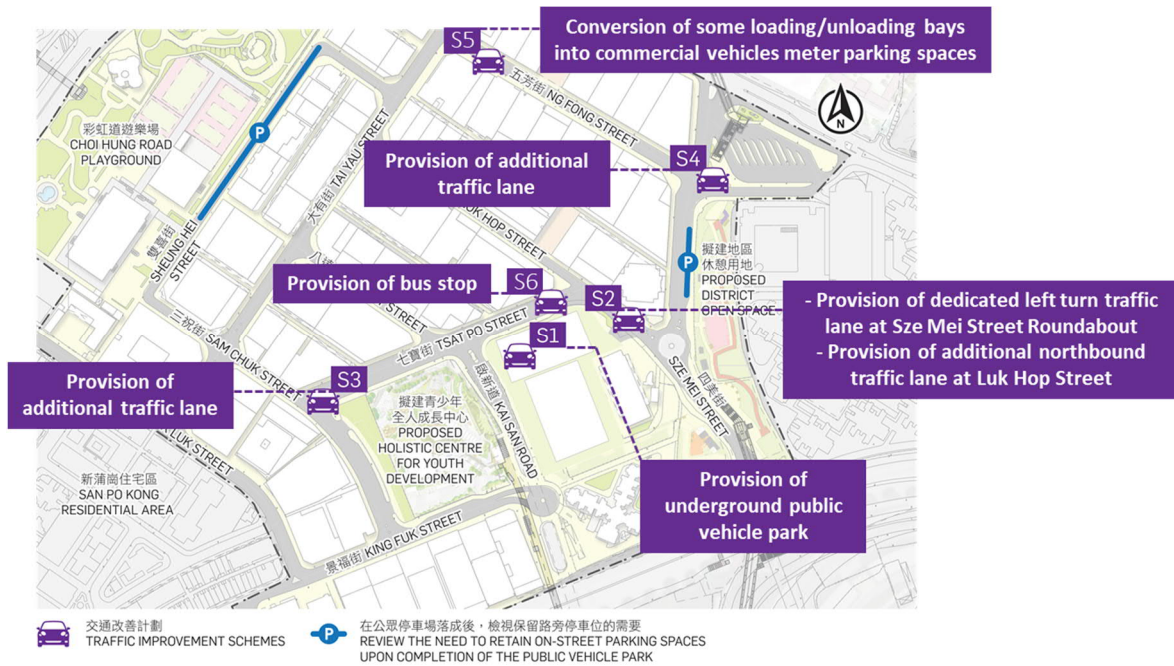 S5
Conversion of some loading/unloading bays
into commercial vehicles meter parking spaces
五芳街 NG FONG STREET
N
彩虹道遊樂場
CHOI HUNG ROAD
PLAYGROUND
P
大有街 TAI YAU STREET
Provision of additional
traffic lane
S4
LUK HOP STREET
雙喜街
SHEUNG HEI
STREET
擬建地區
休憩用地
PROPOSED
DISTRICT
OPEN SPACE
P
Provision of bus stop
S6
S2
- Provision of dedicated left turn traffic
lane at Sze Mei Street Roundabout
- Provision of additional northbound
traffic lane at Luk Hop Street
七寶街 TSAT PO STREET
S1
三祝街 SAM CHUK STREET
Provision of
additional traffic lane
S3
四美街
SZE MEI STREET
啟新道 KAI SAN ROAD
擬建青少年
全人成長中心
PROPOSED
HOLISTIC CENTRE
FOR YOUTH
DEVELOPMENT
LUK STREET
新蒲崗住宅區
SAN PO KONG
RESIDENTIAL AREA
Provision of
underground public
vehicle park
景福街 KING FUK STREET
交通改善計劃
TRAFFIC IMPROVEMENT SCHEMES
P
在公眾停車場落成後，檢視保留路旁停車位的需要
REVIEW THE NEED TO RETAIN ON-STREET PARKING SPACES
UPON COMPLETION OF THE PUBLIC VEHICLE PARK